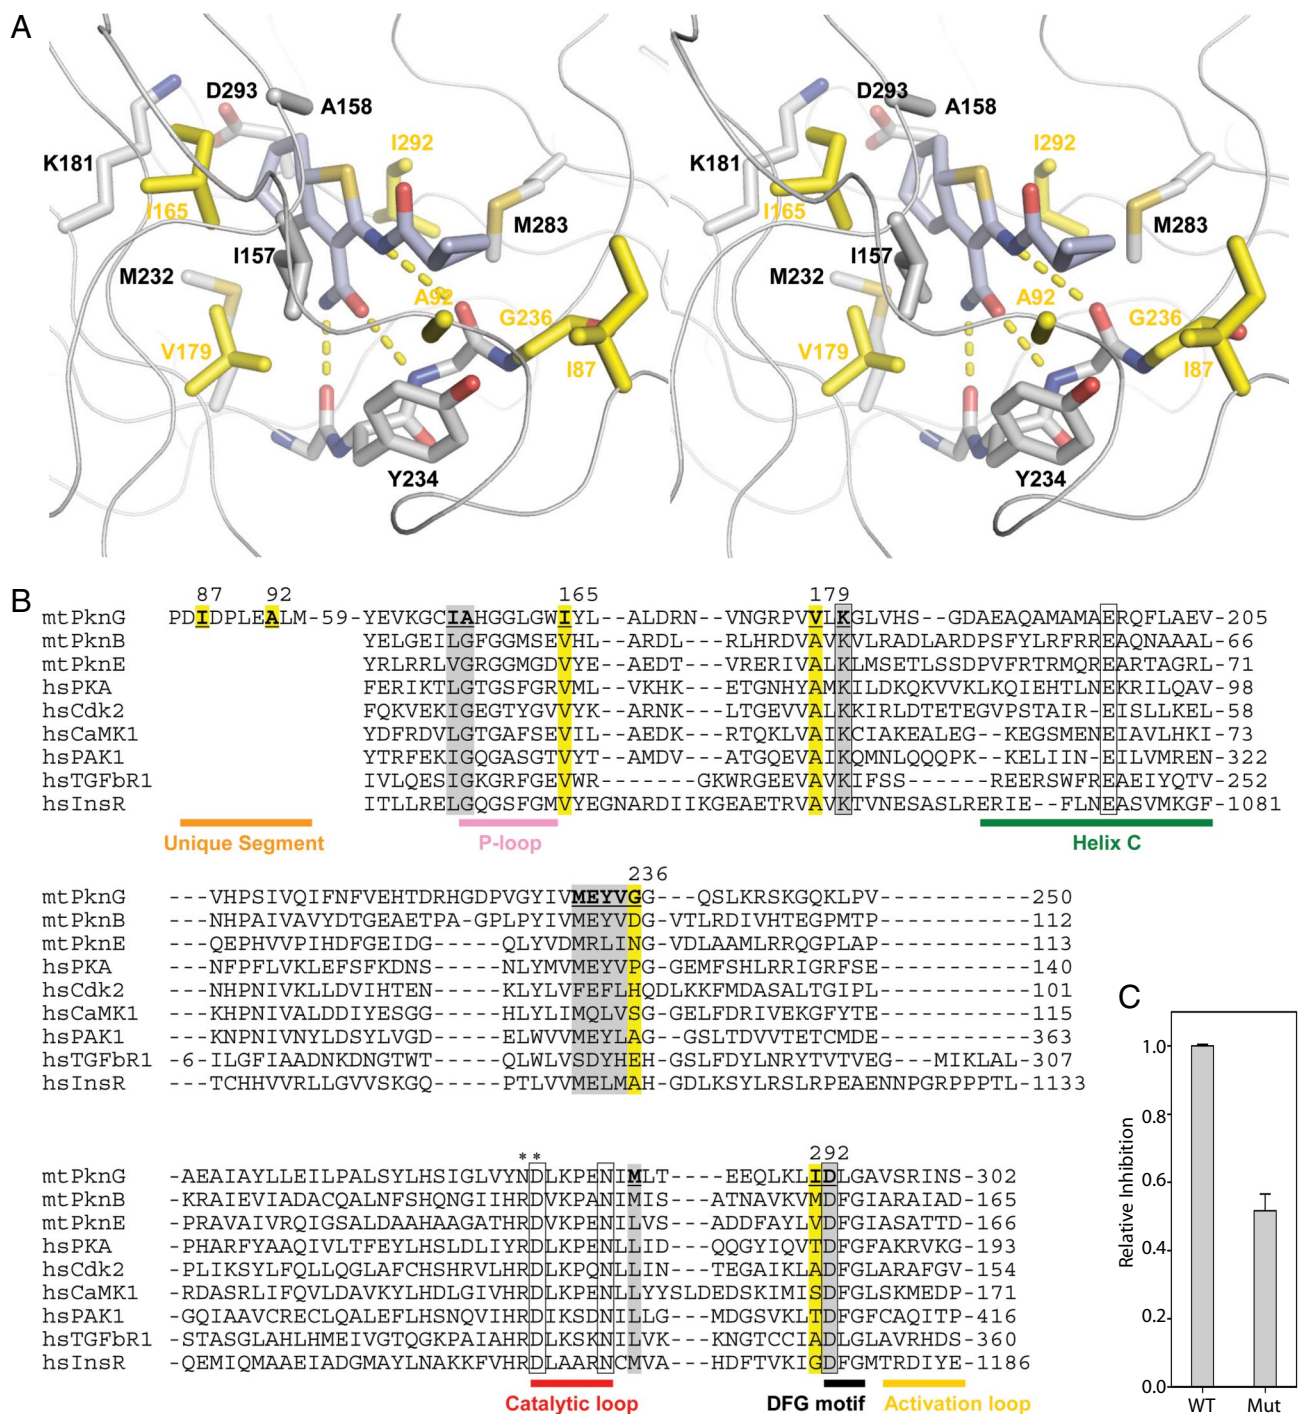 A
D293
A158
K181
I292
I165
I157
M283
M232
A92
G236
V179
I87
Y234
D293
A158
K181
I292
I165
I157
M283
M232
A92
G236
V179
I87
Y234
B
87 92 165 179
mtPknG PDIDPLEALM-59-YEVKGCIAHGGLGWIYL--ALDRN--VNGRPVVLKGLVHS---GDAEAQAMAMAERQFLAEV-205
mtPknB YELGEILGFGGMSEVHL--ARDL---RLHRDVAVKVLRADLARDPSFYLRFRREAQNAAAL-66
mtPknE YRLRRLVGRGGMGDVYE--AEDT---VRERIVALKLMSETLSSDPVFRTRMQREARTAGRL-71
hsPKA FERIKTLGTGSFGRVML--VKHK---ETGNHYAMKILDKQKVVKLKQIEHTLNEKRILQAV-98
hsCdk2 FQKVEKIGEGTYGVVYK--ARNK---LTGEVVALKKIRLDTETEGVPSTAIR-EISLLKEL-58
hsCaMK1 YDFRDVLGTGAFSEVIL--AEDK---RTQKLVAIKCIAKEALEG--KEGSMENEIAVLHKI-73
hsPAK1 YTRFEKIGQGASGTVYT--AMDV---ATGQEVAIKQMNLQQQPK---KELIIN-EILVMREN-322
hsTGFbR1 IVLQESIGKGRFGEVWR-------GKWRGEEVAVKIFSS------REERSWFREAEIYQTV-252
hsInsR ITLLRELGQGSFGMVYEGNARDIIKGEAETRVAVKTVNESASLRERIE--FLNEASVMKGF-1081
Unique Segment P-loop Helix C
236
mtPknG ---VHPSIVQIFNFVEHTDRHGDPVGYIVMEYVGG---QSLKRSKGQKLPV-----------250
mtPknB ---NHPAIVAVYDTGEAETPA-GPLPYIVMEYVDG--VTLRDIVHTEGPMTP-----------112
mtPknE ---QEPHVVPIHDFGEIDG-----QLYVDMRLING-VDLAAMLRRQGPLAP-----------113
hsPKA ---NFPFLVKLEFSFKDNS-----NLYMVMEYVPG-GEMFSHLRRIGRFSE-----------140
hsCdk2 ---NHPNIVKLLDVIHTEN-----KLYLVFEFLHQDLKKFMDASALTGIPL-----------101
hsCaMK1 ---KHPNIVALDDIYESGG-----HLYLIMQLVSG-GELFDRIVEKGFYTE-----------115
hsPAK1 ---KNPNIVNYLDSYLVGD-----ELWVVMEYLAG--GSLTDVVTETCMDE-----------363
hsTGFbR1 -6-ILGFIAADNKDNGTWT-----QLWLVSDYHEH-GSLFDYLNRYTVTVEG---MIKLAL-307
hsInsR ---TCHHVVRLLGVVSKGQ-----PTLVVMELMAH-GDLKSYLRSLRPEAENNPGRPPPTL-1133
** 292
mtPknG -AEAIAYLLEILPALSYLHSIGLVYNDLKPENIMLT----EEQLKLIDLGAVSRINS-302
mtPknB -KRAIEVIADACQALNFSHQNGIIHRDVKPANIMIS---ATNAVKVMDFGIARAIAD-165
mtPknE -PRAVAIVRQIGSALDAAHAAGATHRDVKPENILVS---ADDFAYLVDFGIASATTD-166
hsPKA -PHARFYAAQIVLTFEYLHSLDLIYRDLKPENLLID---QQGYIQVTDFGFAKRVKG-193
hsCdk2 -PLIKSYLFQLLQGLAFCHSHRVLHRDLKPQNLLIN---TEGAIKLADFGLARAFGV-154
hsCaMK1 -RDASRLIFQVLDAVKYLHDLGIVHRDLKPENLLYYSLDEDSKIMISDFGLSKMEDP-171
hsPAK1 -GQIAAVCRECLQALEFLHSNQVIHRDIKSDNILLG---MDGSVKLTDFGFCAQITP-416
hsTGFbR1 -STASGLAHLHMEIVGTQGKPAIAHRDLKSKNILVK---KNGTCCIADLGLAVRHDS-360
hsInsR -QEMIQMAAEIADGMAYLNAKKFVHRDLAARNCMVA---HDFTVKIGDFGMTRDIYE-1186
Catalytic loop DFG motif Activation loop
C
Relative Inhibition
1.0
0.8
0.6
0.4
0.2
0.0
WT Mut